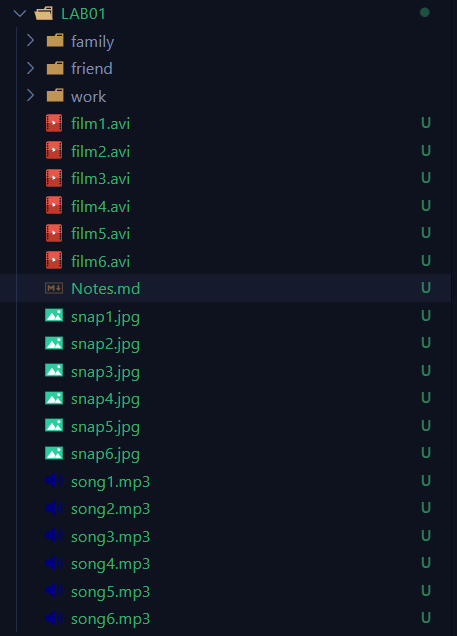 LAB01
family
friend
work
film1.avi U
film2.avi U
film3.avi U
film4.avi U
film5.avi U
film6.avi U
Notes.md U
snap1.jpg U
snap2.jpg U
snap3.jpg U
snap4.jpg U
snap5.jpg U
snap6.jpg U
song1.mp3 U
song2.mp3 U
song3.mp3 U
song4.mp3 U
song5.mp3 U
song6.mp3 U